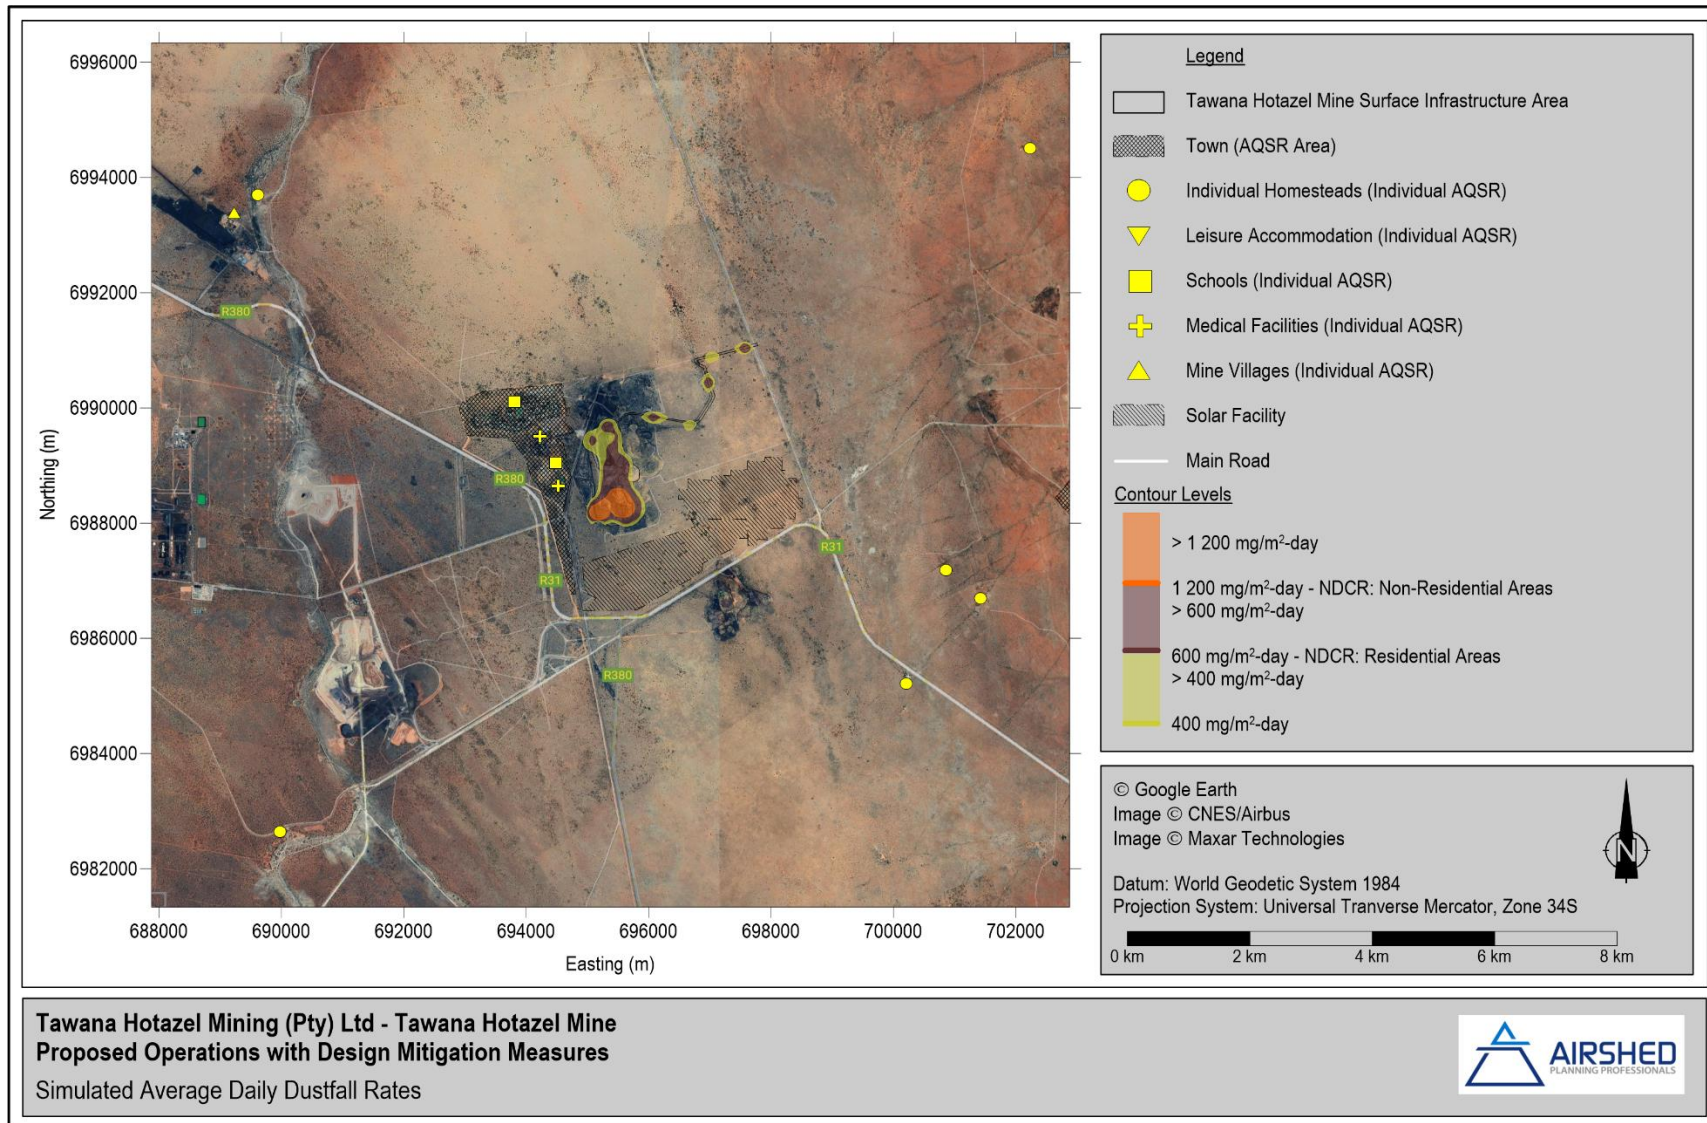 6996000
6994000
6992000
6990000
6988000
6986000
6984000
6982000
Northing (m)
688000
690000
692000
694000
696000
698000
700000
702000
Easting (m)
R380
R380
R31
R31
R380
Legend
Tawana Hotazel Mine Surface Infrastructure Area
Town (AQSR Area)
Individual Homesteads (Individual AQSR)
Leisure Accommodation (Individual AQSR)
Schools (Individual AQSR)
Medical Facilities (Individual AQSR)
Mine Villages (Individual AQSR)
Solar Facility
Main Road
Contour Levels
> 1 200 mg/m²-day
1 200 mg/m²-day - NDCR: Non-Residential Areas
> 600 mg/m²-day
600 mg/m²-day - NDCR: Residential Areas
> 400 mg/m²-day
400 mg/m²-day
© Google Earth
Image © CNES/Airbus
Image © Maxar Technologies
N
Datum: World Geodetic System 1984
Projection System: Universal Tranverse Mercator, Zone 34S
0 km
2 km
4 km
6 km
8 km
Tawana Hotazel Mining (Pty) Ltd - Tawana Hotazel Mine
Proposed Operations with Design Mitigation Measures
Simulated Average Daily Dustfall Rates
AIRSHED
PLANNING PROFESSIONALS